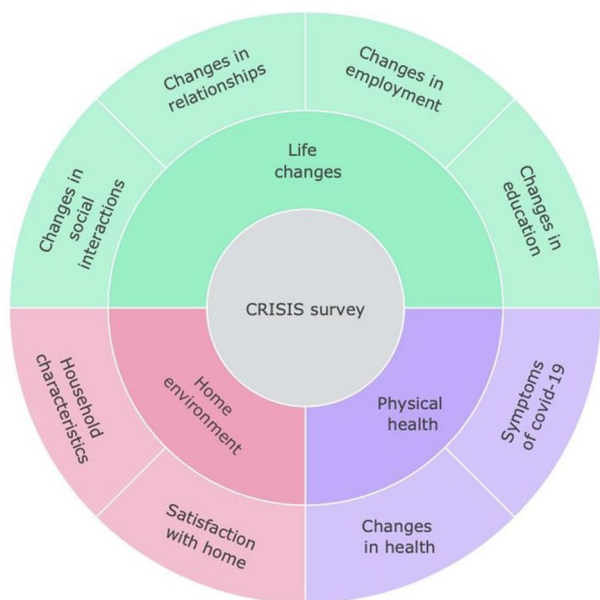 Changes in
relationships
Changes in
employment
Changes in
social
interactions
Life
changes
Changes in
education
CRISIS survey
Household
characteristics
Home
environment
Physical
health
Symptoms
of covid-19
Satisfaction
with home
Changes
in health